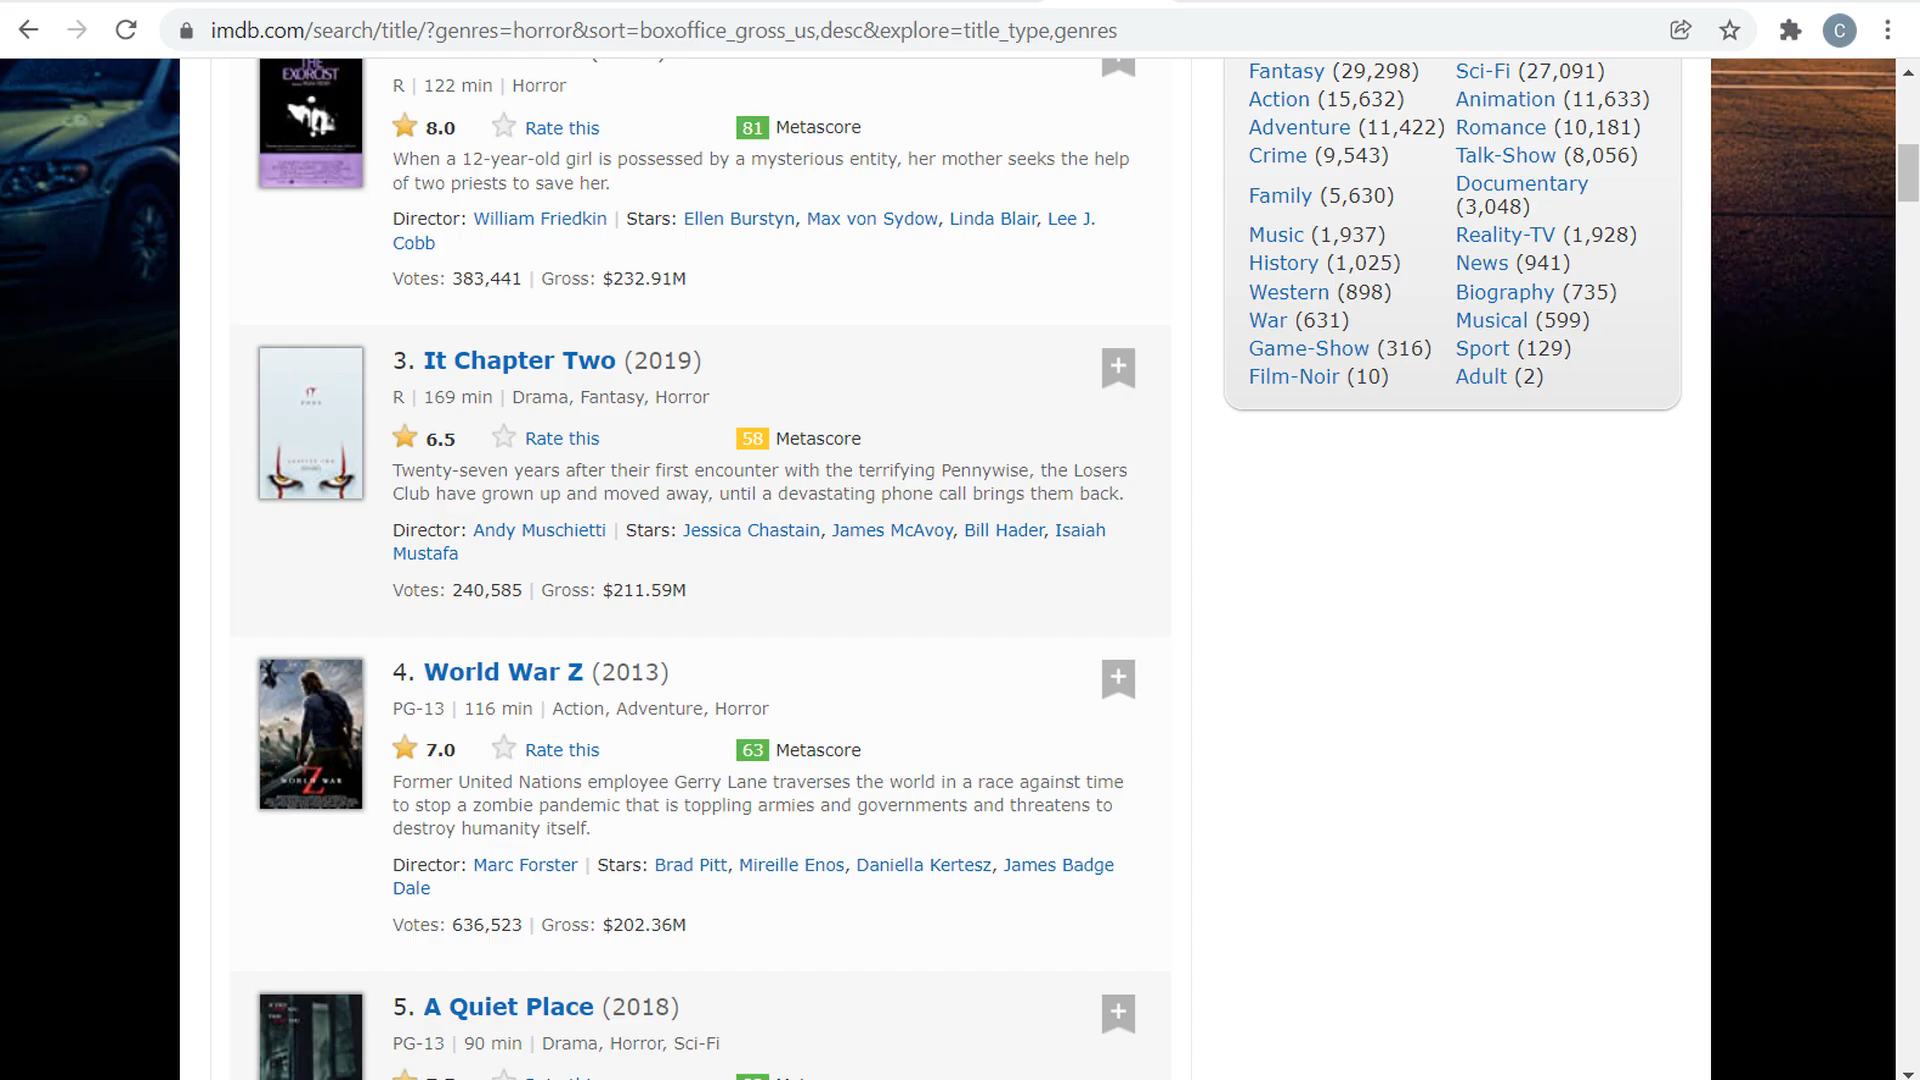 imdb.com/search/title/?genres=horror&sort=boxoffice_gross_us,desc&explore=title_type,genres
C
THE
EXORCIST
R | 122 min | Horror
8.0 Rate this 81 Metascore
When a 12-year-old girl is possessed by a mysterious entity, her mother seeks the help
of two priests to save her.
Director: William Friedkin | Stars: Ellen Burstyn, Max von Sydow, Linda Blair, Lee J.
Cobb
Votes: 383,441 | Gross: $232.91M
3. It Chapter Two (2019)
R | 169 min | Drama, Fantasy, Horror
6.5 Rate this 58 Metascore
Twenty-seven years after their first encounter with the terrifying Pennywise, the Losers
Club have grown up and moved away, until a devastating phone call brings them back.
Director: Andy Muschietti | Stars: Jessica Chastain, James McAvoy, Bill Hader, Isaiah
Mustafa
Votes: 240,585 | Gross: $211.59M
4. World War Z (2013)
PG-13 | 116 min | Action, Adventure, Horror
7.0 Rate this 63 Metascore
Former United Nations employee Gerry Lane traverses the world in a race against time
to stop a zombie pandemic that is toppling armies and governments and threatens to
destroy humanity itself.
WORLD WAR
Z
Director: Marc Forster | Stars: Brad Pitt, Mireille Enos, Daniella Kertesz, James Badge
Dale
Votes: 636,523 | Gross: $202.36M
5. A Quiet Place (2018)
PG-13 | 90 min | Drama, Horror, Sci-Fi
Fantasy (29,298) Sci-Fi (27,091)
Action (15,632) Animation (11,633)
Adventure (11,422) Romance (10,181)
Crime (9,543) Talk-Show (8,056)
Family (5,630) Documentary
(3,048)
Music (1,937) Reality-TV (1,928)
History (1,025) News (941)
Western (898) Biography (735)
War (631) Musical (599)
Game-Show (316) Sport (129)
Film-Noir (10) Adult (2)